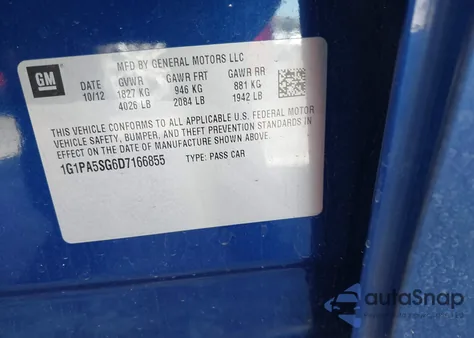 GM
MFD BY GENERAL MOTORS LLC
DATE GVWR GAWR FRT GAWR RR
10/12 1827 KG 946 KG 881 KG
4026 LB 2084 LB 1942 LB
THIS VEHICLE CONFORMS TO ALL APPLICABLE U.S. FEDERAL MOTOR
VEHICLE SAFETY, BUMPER, AND THEFT PREVENTION STANDARDS IN
EFFECT ON THE DATE OF MANUFACTURE SHOWN ABOVE.
1G1PA5SG6D7166855 TYPE: PASS CAR
autoSnap